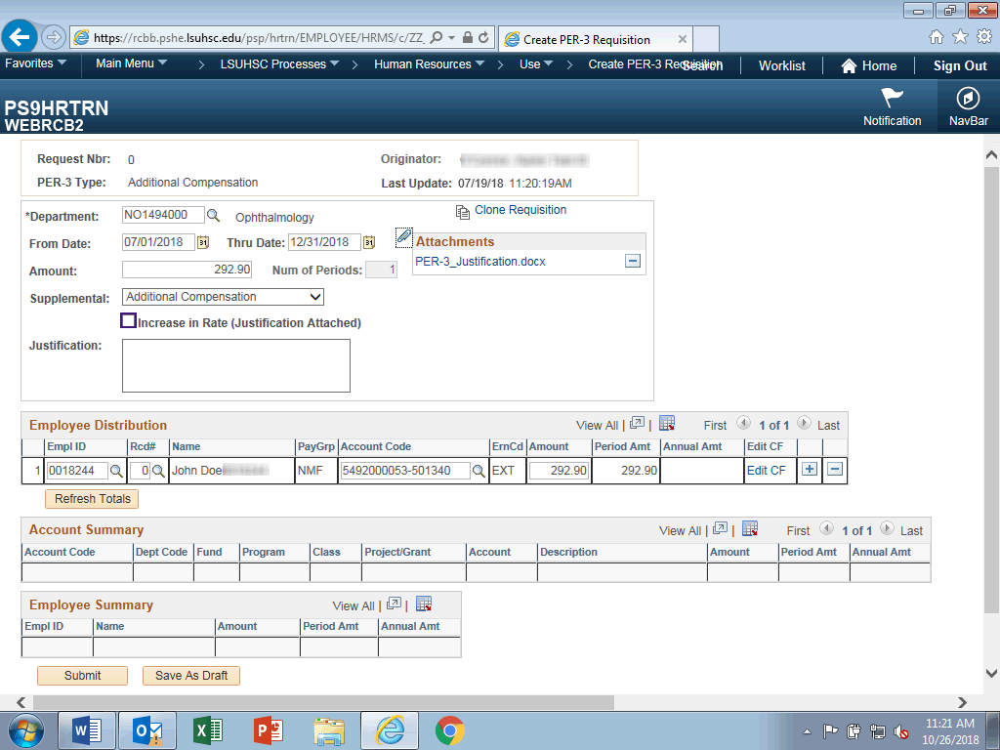 https://rcbb.pshe.lsuhsc.edu/psp/hrtrn/EMPLOYEE/HRMS/c/ZZ_
Create PER-3 Requisition
Favorites Main Menu > LSUHSC Processes > Human Resources > Use > Create PER-3 Requisition Search Worklist Home Sign Out
PS9HRTRN
WEBRCB2
Notification NavBar
Request Nbr: 0 Originator:
PER-3 Type: Additional Compensation Last Update: 07/19/18 11:20:19AM
*Department: NO1494000 Ophthalmology Clone Requisition
From Date: 07/01/2018 31 Thru Date: 12/31/2018 31 Attachments
Amount: 292.90 Num of Periods: 1 PER-3_Justification.docx
Supplemental: Additional Compensation
Increase in Rate (Justification Attached)
Justification:
Employee Distribution View All | | First 1 of 1 Last
Empl ID Rcd# Name PayGrp Account Code ErnCd Amount Period Amt Annual Amt Edit CF
1 0018244 0 John Doe NMF 5492000053-501340 EXT 292.90 292.90 Edit CF
Refresh Totals
Account Summary View All | | First 1 of 1 Last
Account Code Dept Code Fund Program Class Project/Grant Account Description Amount Period Amt Annual Amt
Employee Summary View All | |
Empl ID Name Amount Period Amt Annual Amt
Submit Save As Draft
11:21 AM
10/26/2018